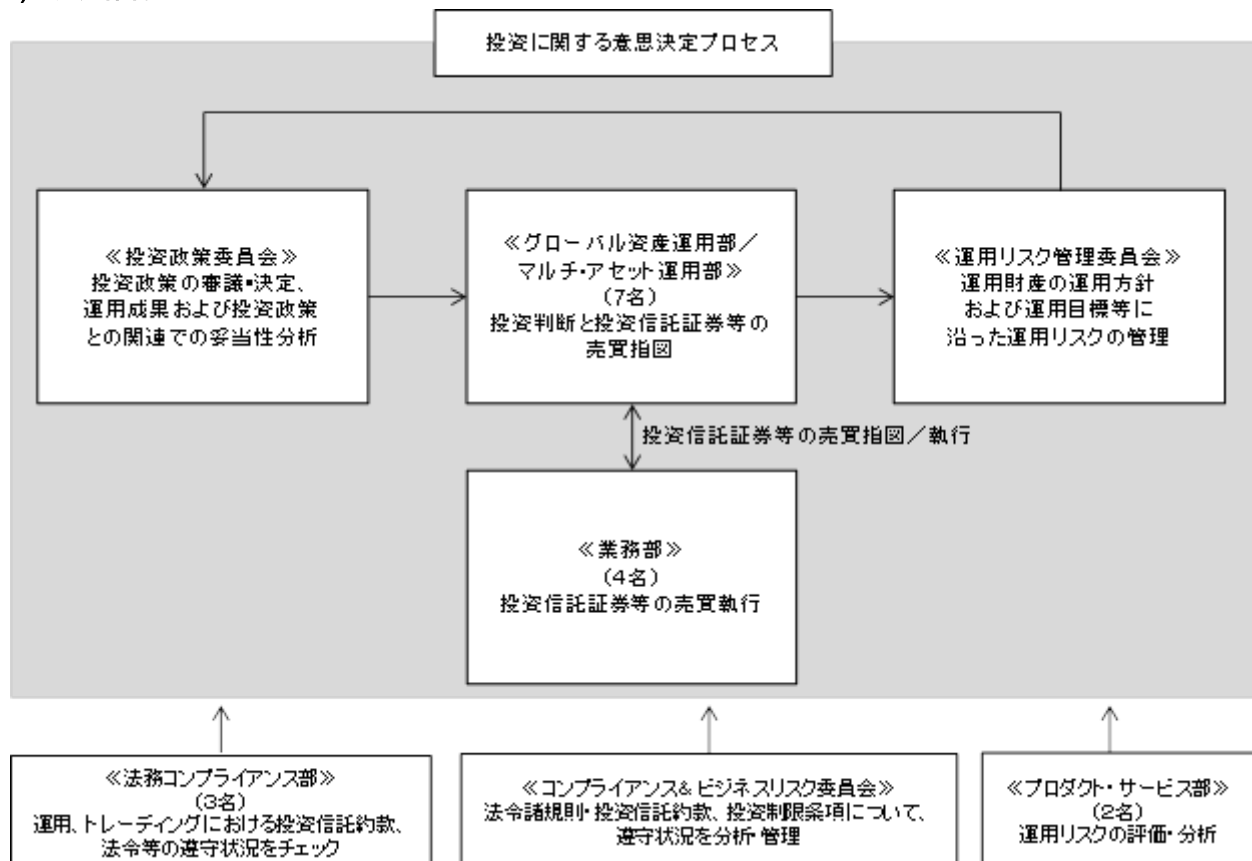 投資に関する意思決定プロセス
≪投資政策委員会≫
投資政策の審議・決定、
運用成果および投資政策
との関連での妥当性分析
≪グローバル資産運用部／
マルチ・アセット運用部≫
(7名)
投資判断と投資信託証券等の
売買指図
≪運用リスク管理委員会≫
運用財産の運用方針
および運用目標等に
沿った運用リスクの管理
投資信託証券等の売買指図／執行
≪業務部≫
(4名)
投資信託証券等の売買執行
≪法務コンプライアンス部≫
(3名)
運用、トレーディングにおける投資信託約款、
法令等の遵守状況をチェック
≪コンプライアンス&ビジネスリスク委員会≫
法令諸規則・投資信託約款、投資制限条項について、
遵守状況を分析・管理
≪プロダクト・サービス部≫
(2名)
運用リスクの評価・分析